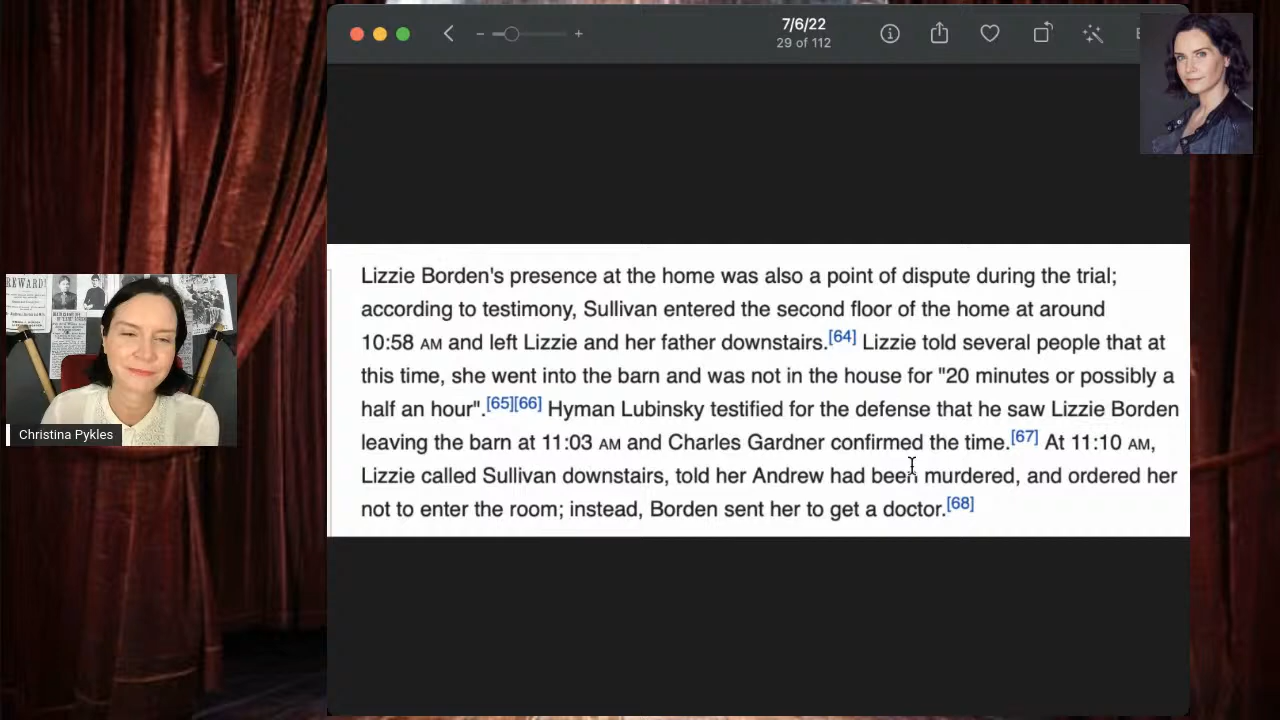 7/6/22
29 of 112
REWARD!
Lizzie Borden's presence at the home was also a point of dispute during the trial;
according to testimony, Sullivan entered the second floor of the home at around
10:58 AM and left Lizzie and her father downstairs.[64] Lizzie told several people that at
this time, she went into the barn and was not in the house for "20 minutes or possibly a
half an hour".[65][66] Hyman Lubinsky testified for the defense that he saw Lizzie Borden
leaving the barn at 11:03 AM and Charles Gardner confirmed the time.[67] At 11:10 AM,
Lizzie called Sullivan downstairs, told her Andrew had been murdered, and ordered her
not to enter the room; instead, Borden sent her to get a doctor.[68]
Christina Pykles